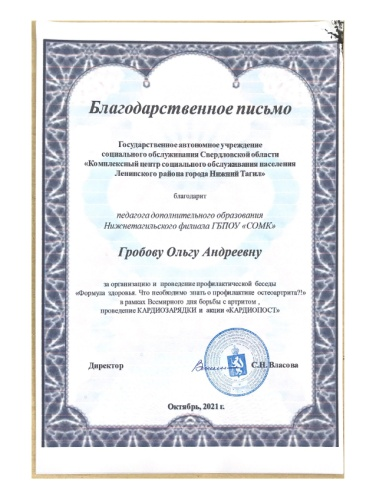 Благодарственное письмо
Государственное автономное учреждение
социального обслуживания Свердловской области
«Комплексный центр социального обслуживания населения
Ленинского района города Нижний Тагил»
благодарит
педагога дополнительного образования
Нижнетагильского филиала ГБПОУ «СОМК»
Гробову Ольгу Андреевну
за организацию и проведение профилактической беседы
«Формула здоровья. Что необходимо знать о профилактике остеоартрита?!»
в рамках Всемирного дня борьбы с артритом ,
проведение КАРДИОЗАРЯДКИ и акции «КАРДИОПОСТ»
Директор С.Н. Власова
Октябрь, 2021 г.